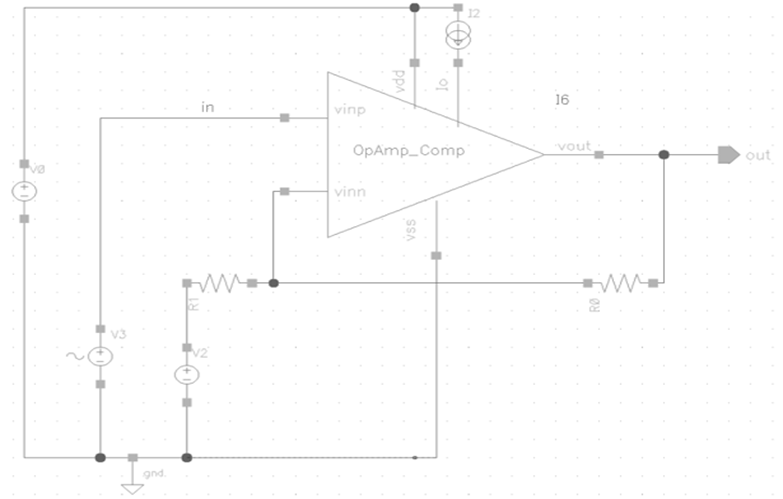 I2
vdd
Io
I6
in
vinp
OpAmp_Comp
vout
out
V0
vinn
vss
R1
R0
V3
V2
gnd